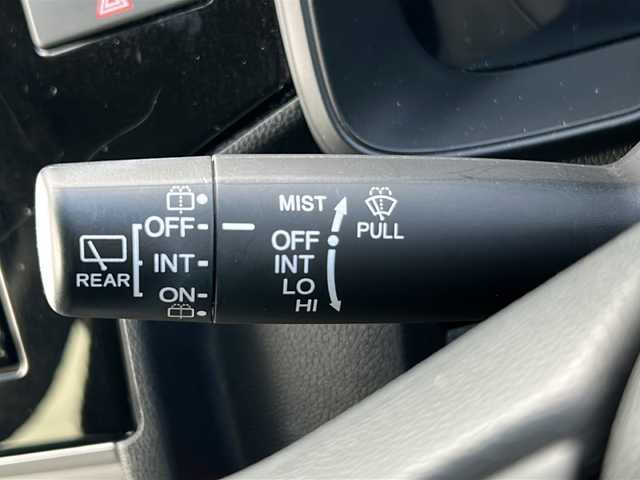 REAR
OFF
INT
ON
MIST
OFF
INT
LO
HI
PULL